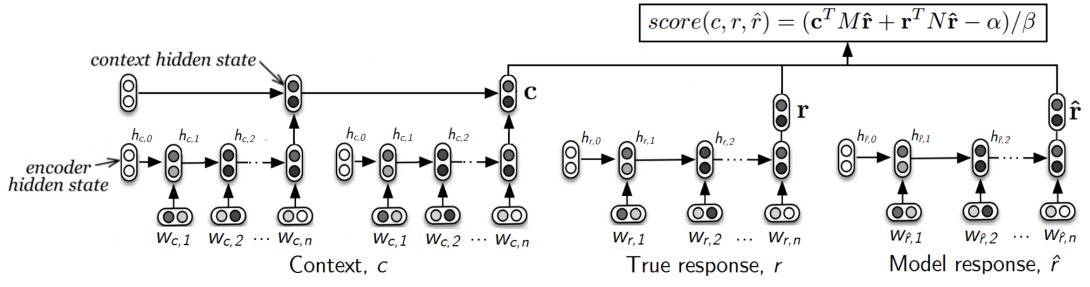 score(c, r, r̂) = (c^T M r̂ + r^T N r̂ − α)/β
context hidden state
c
r
r̂
h_{c,0} h_{c,1} h_{c,2} h_{c,0} h_{c,1} h_{c,2} h_{r,0} h_{r,1} h_{r,2} h_{r̂,0} h_{r̂,1} h_{r̂,2}
encoder
hidden state
w_{c,1} w_{c,2} ... w_{c,n} w_{c,1} w_{c,2} ... w_{c,n} w_{r,1} w_{r,2} ... w_{r,n} w_{r̂,1} w_{r̂,2} ... w_{r̂,n}
Context, c
True response, r
Model response, r̂